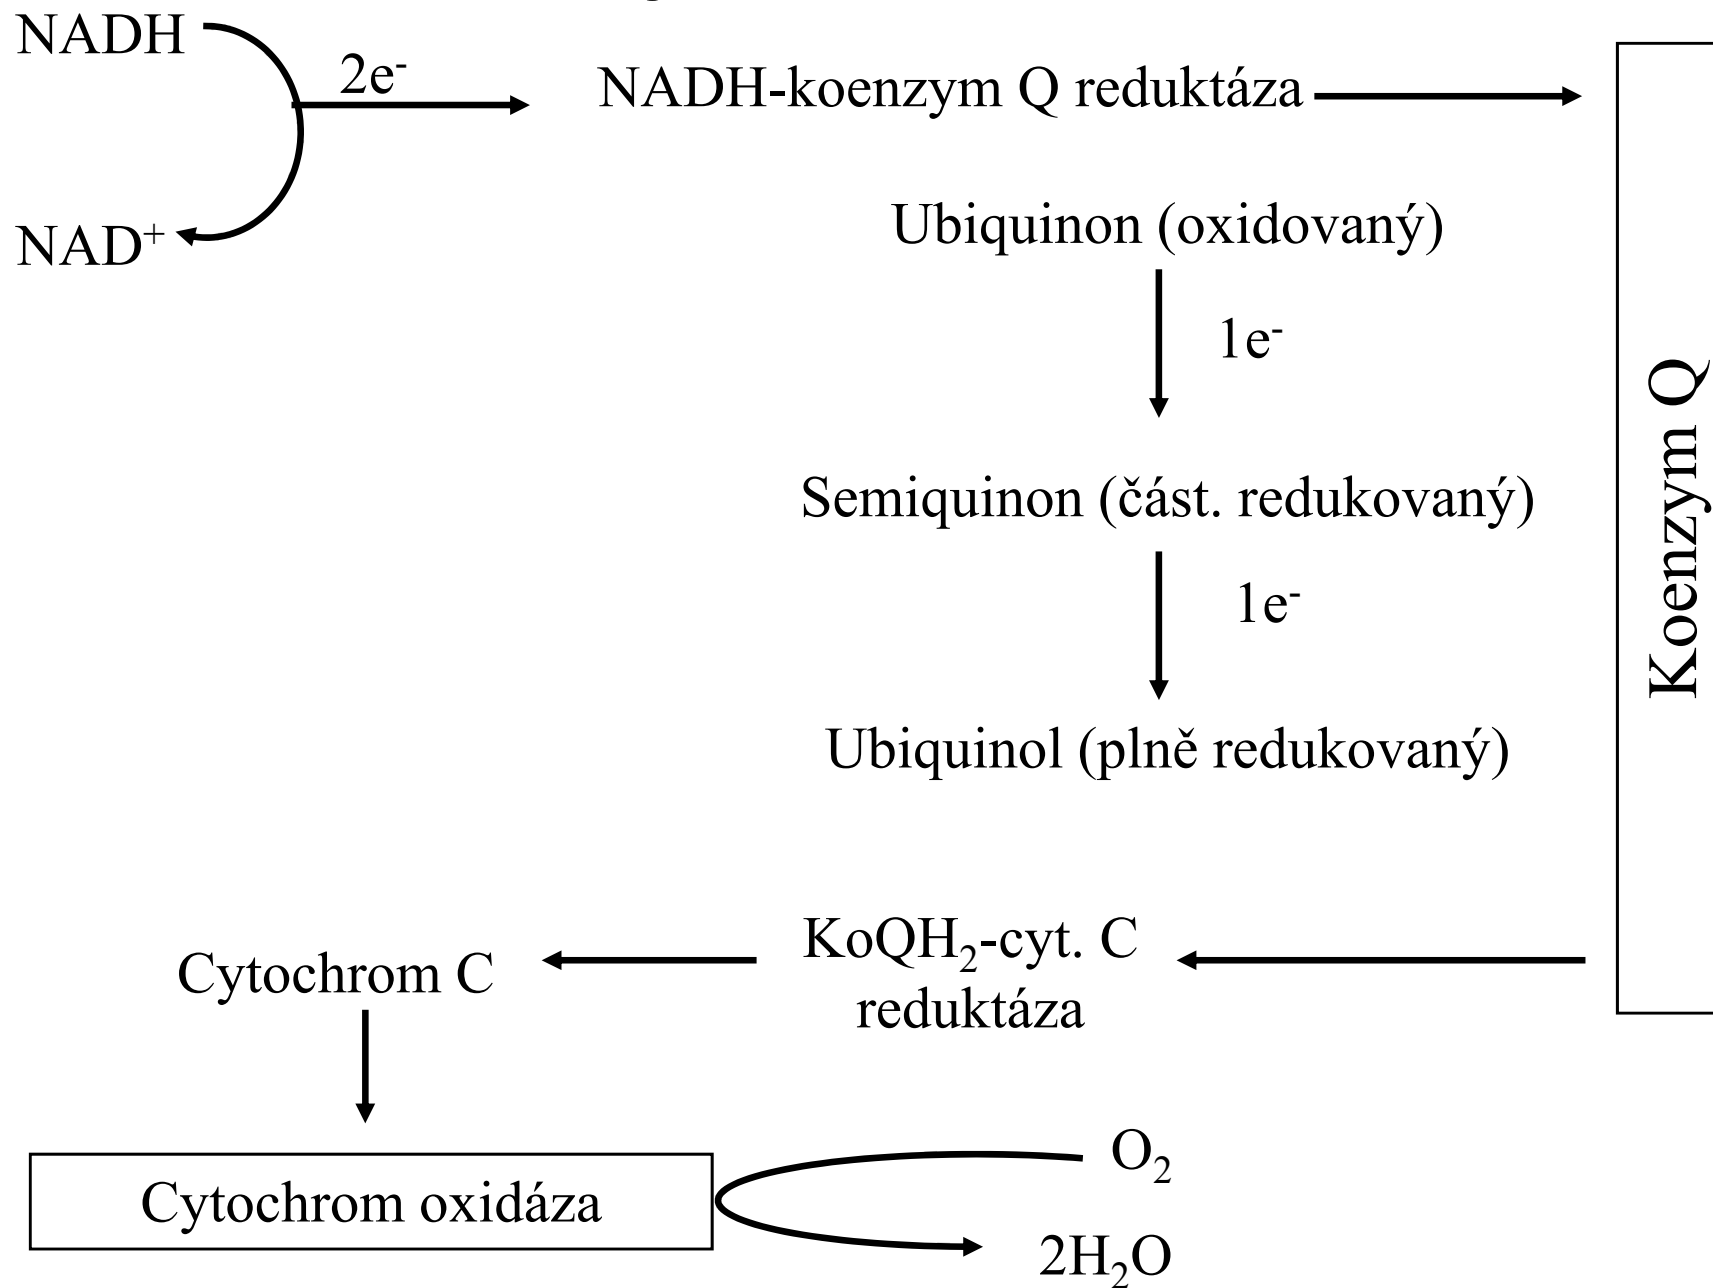 NADH
2e⁻
NADH-koenzym Q reduktáza
NAD⁺
Ubiquinon (oxidovaný)
1e⁻
Semiquinon (část. redukovaný)
1e⁻
Ubiquinol (plně redukovaný)
Koenzym Q
KoQH₂-cyt. C
reduktáza
Cytochrom C
Cytochrom oxidáza
O₂
2H₂O